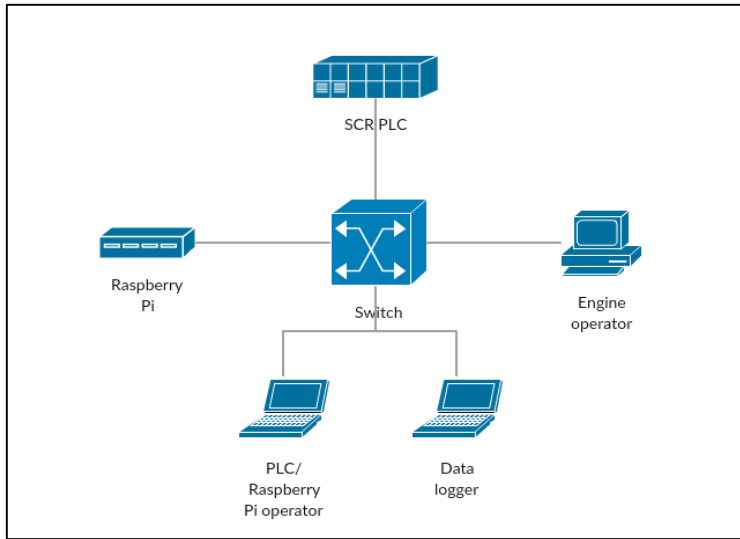 SCR PLC
Raspberry
Pi
Switch
Engine
operator
PLC/
Raspberry
Pi operator
Data
logger